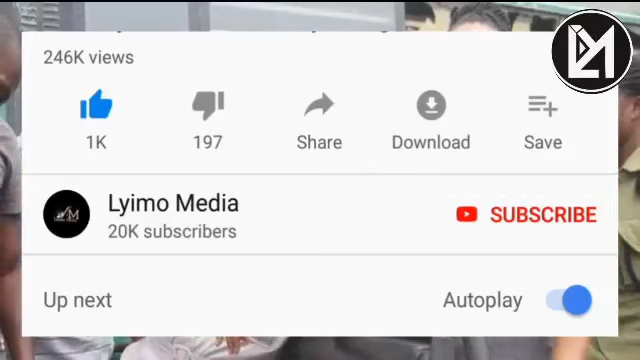 246K views
1K
197
Share
Download
Save
Lyimo Media
20K subscribers
SUBSCRIBE
Up next
Autoplay